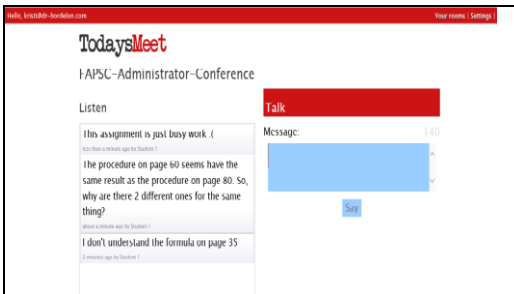 Hello, kristi@dr-bordelon.com
Your rooms | Settings |
TodaysMeet
FAPSC-Administrator-Conference
Listen
Talk
This assignment is just busy work .(
less than a minute ago by Student 1
The procedure on page 60 seems have the
same result as the procedure on page 80. So,
why are there 2 different ones for the same
thing?
about a minute ago by Student 1
I don't understand the formula on page 35
2 minutes ago by Student 1
Message:
140
Say